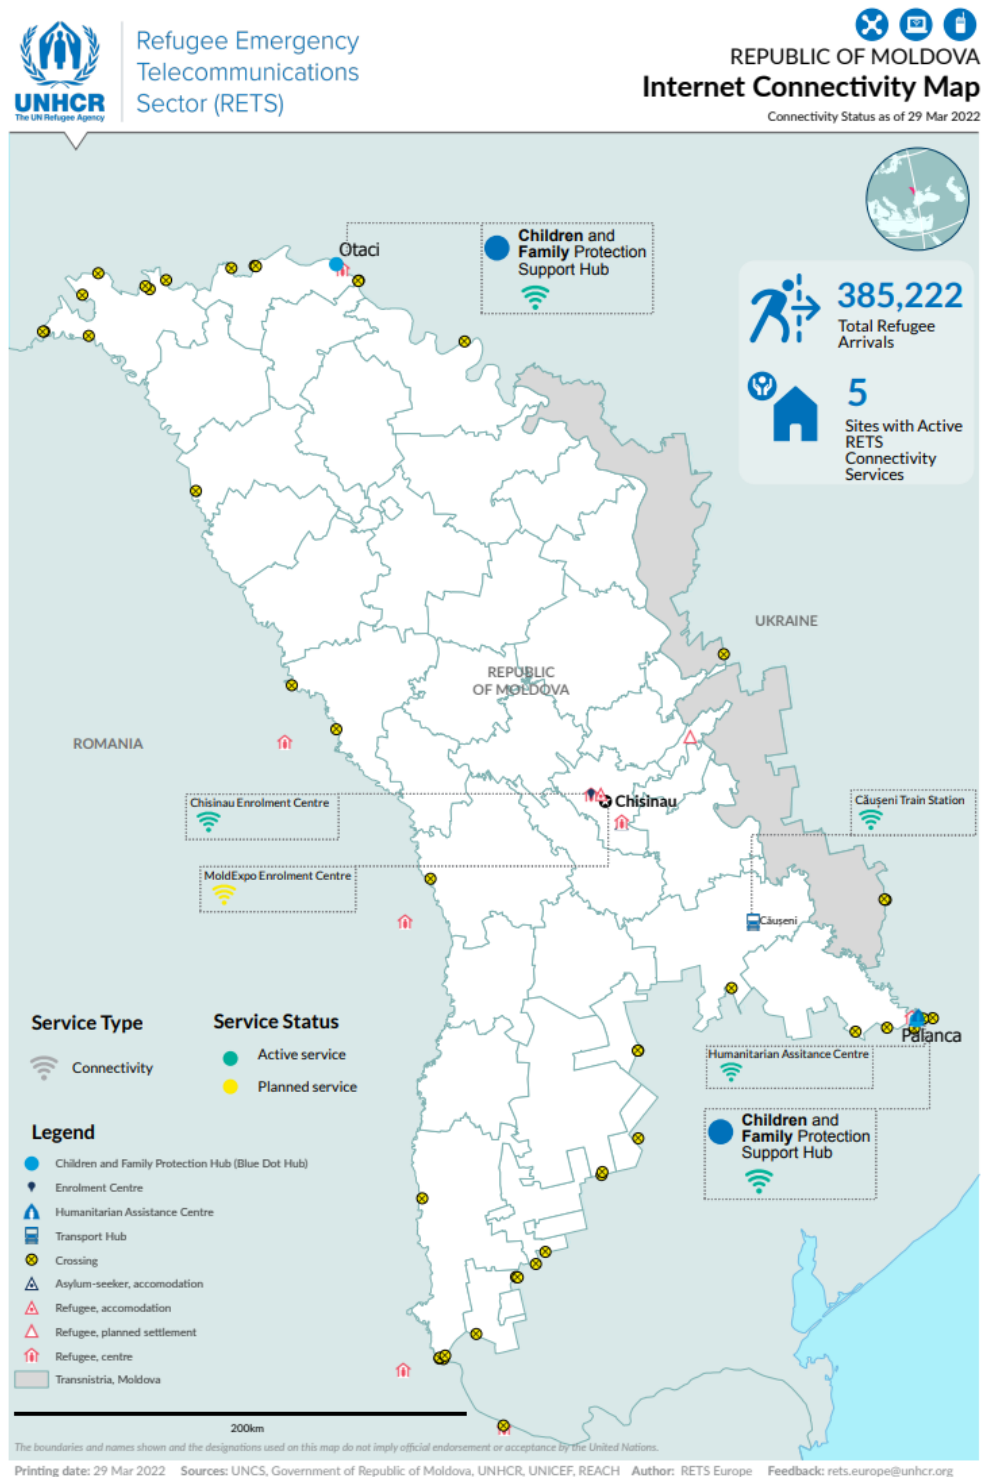 UNHCR
The UN Refugee Agency
Refugee Emergency
Telecommunications
Sector (RETS)
REPUBLIC OF MOLDOVA
Internet Connectivity Map
Connectivity Status as of 29 Mar 2022
Otaci
Children and
Family Protection
Support Hub
385,222
Total Refugee
Arrivals
5
Sites with Active
RETS
Connectivity
Services
UKRAINE
REPUBLIC
OF MOLDOVA
ROMANIA
Chisinau Enrolment Centre
Chisinau
Căușeni Train Station
MoldExpo Enrolment Centre
Căușeni
Palanca
Humanitarian Assitance Centre
Children and
Family Protection
Support Hub
Service Type
Connectivity
Service Status
Active service
Planned service
Legend
Children and Family Protection Hub (Blue Dot Hub)
Enrolment Centre
Humanitarian Assistance Centre
Transport Hub
Crossing
Asylum-seeker, accomodation
Refugee, accomodation
Refugee, planned settlement
Refugee, centre
Transnistria, Moldova
200km
The boundaries and names shown and the designations used on this map do not imply official endorsement or acceptance by the United Nations.
Printing date: 29 Mar 2022 Sources: UNCS, Government of Republic of Moldova, UNHCR, UNICEF, REACH Author: RETS Europe Feedback: rets.europe@unhcr.org